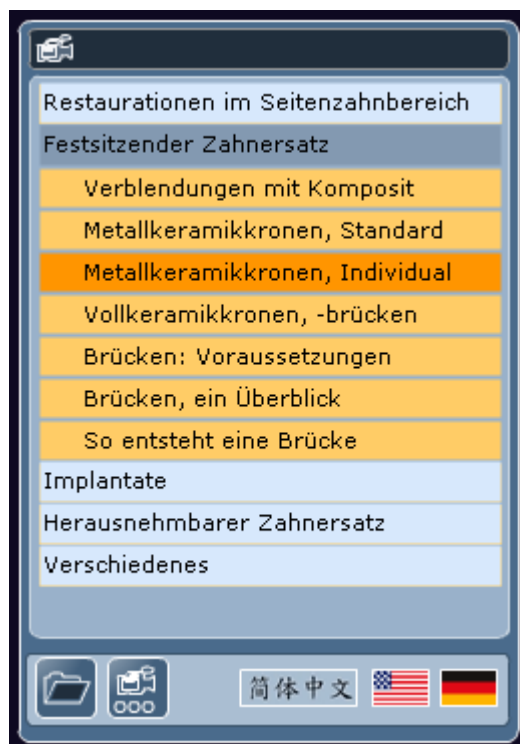 Restaurationen im Seitenzahnbereich
Festsitzender Zahnersatz
Verblendungen mit Komposit
Metallkeramikkronen, Standard
Metallkeramikkronen, Individual
Vollkeramikkronen, -brücken
Brücken: Voraussetzungen
Brücken, ein Überblick
So entsteht eine Brücke
Implantate
Herausnehmbarer Zahnersatz
Verschiedenes
简体中文